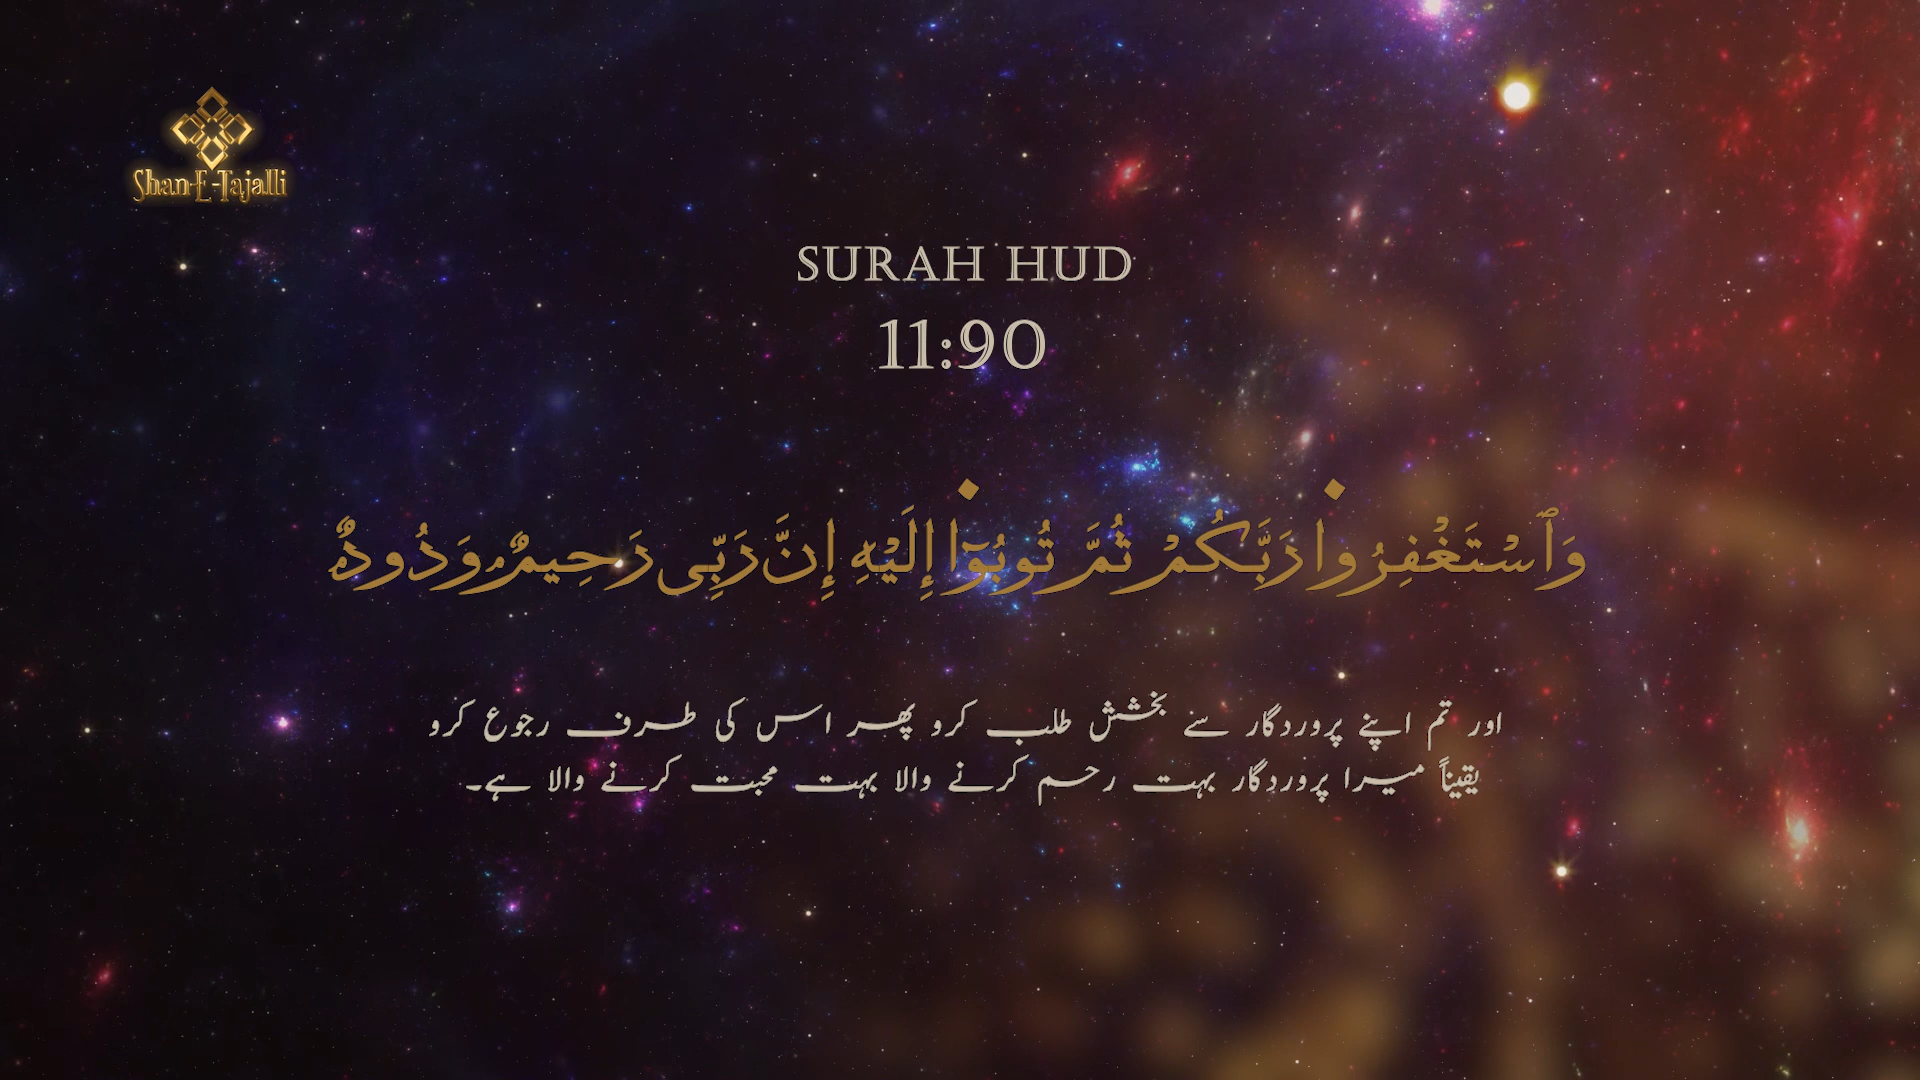 Shan-E-Tajalli
SURAH HUD
11:90
وَٱسْتَغْفِرُوا۟ رَبَّكُمْ ثُمَّ تُوبُوٓا۟ إِلَيْهِ إِنَّ رَبِّى رَحِيمٌ وَدُودٌ
اور تم اپنے پروردگار سے بخشش طلب کرو پھر اس کی طرف رجوع کرو
یقیناً میرا پروردگار بہت رحم کرنے والا بہت محبت کرنے والا ہے۔